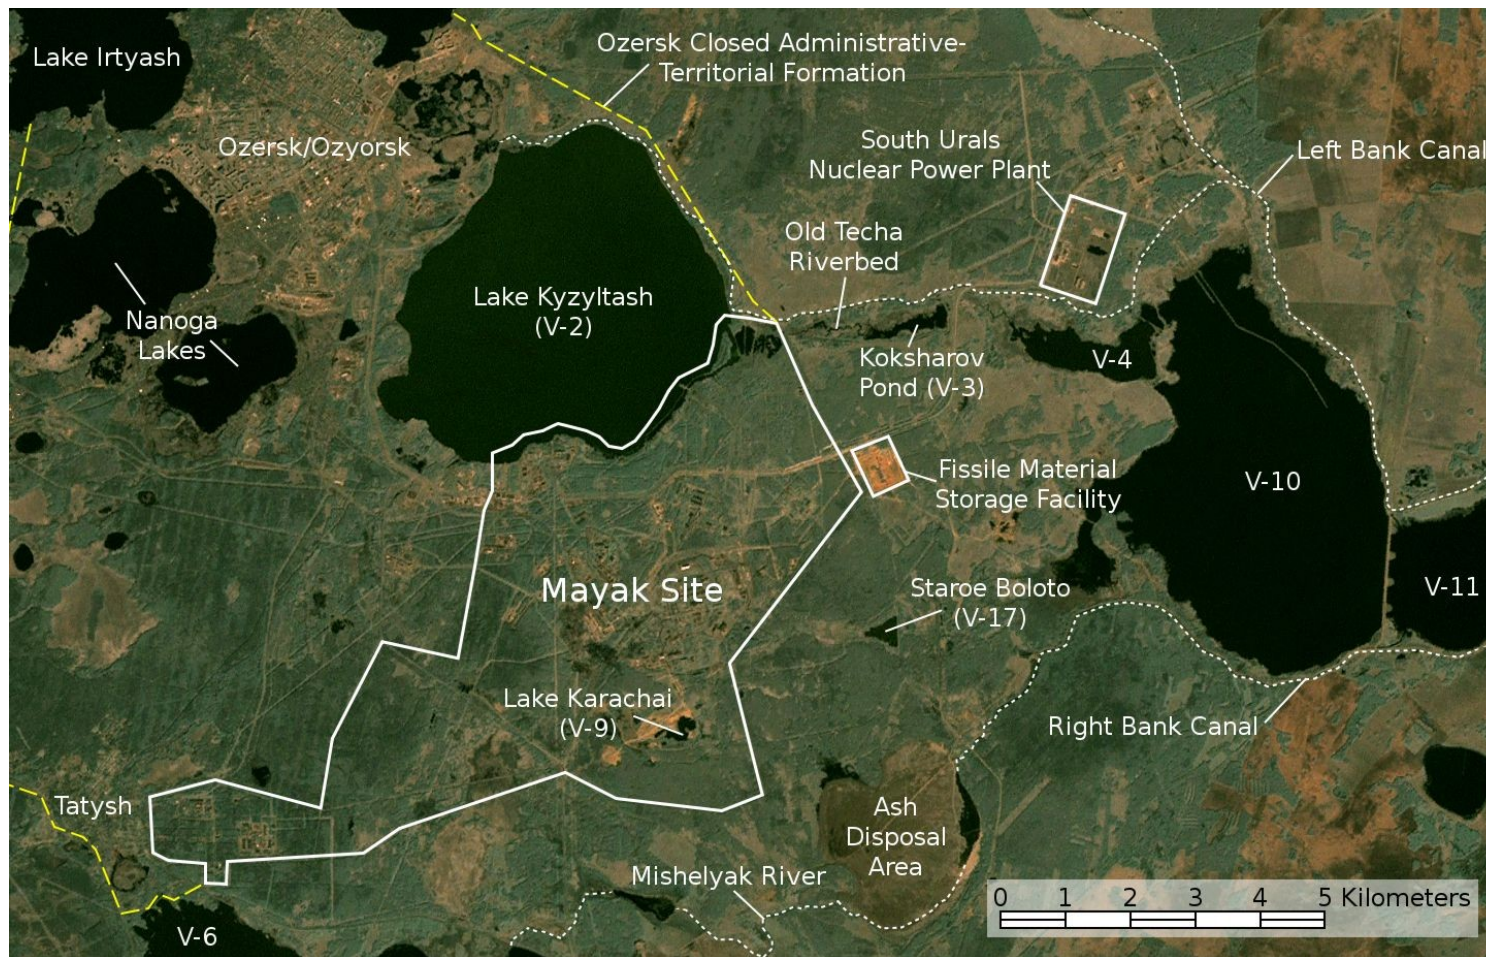 Lake Irtyash
Ozersk Closed Administrative-
Territorial Formation
Ozersk/Ozyorsk
South Urals
Nuclear Power Plant
Left Bank Canal
Old Techa
Riverbed
Lake Kyzyltash
(V-2)
Nanoga
Lakes
Koksharov
Pond (V-3)
V-4
V-10
Fissile Material
Storage Facility
Mayak Site
Staroe Boloto
(V-17)
V-11
Lake Karachai
(V-9)
Right Bank Canal
Tatysh
Ash
Disposal
Area
Mishelyak River
V-6
0 1 2 3 4 5 Kilometers